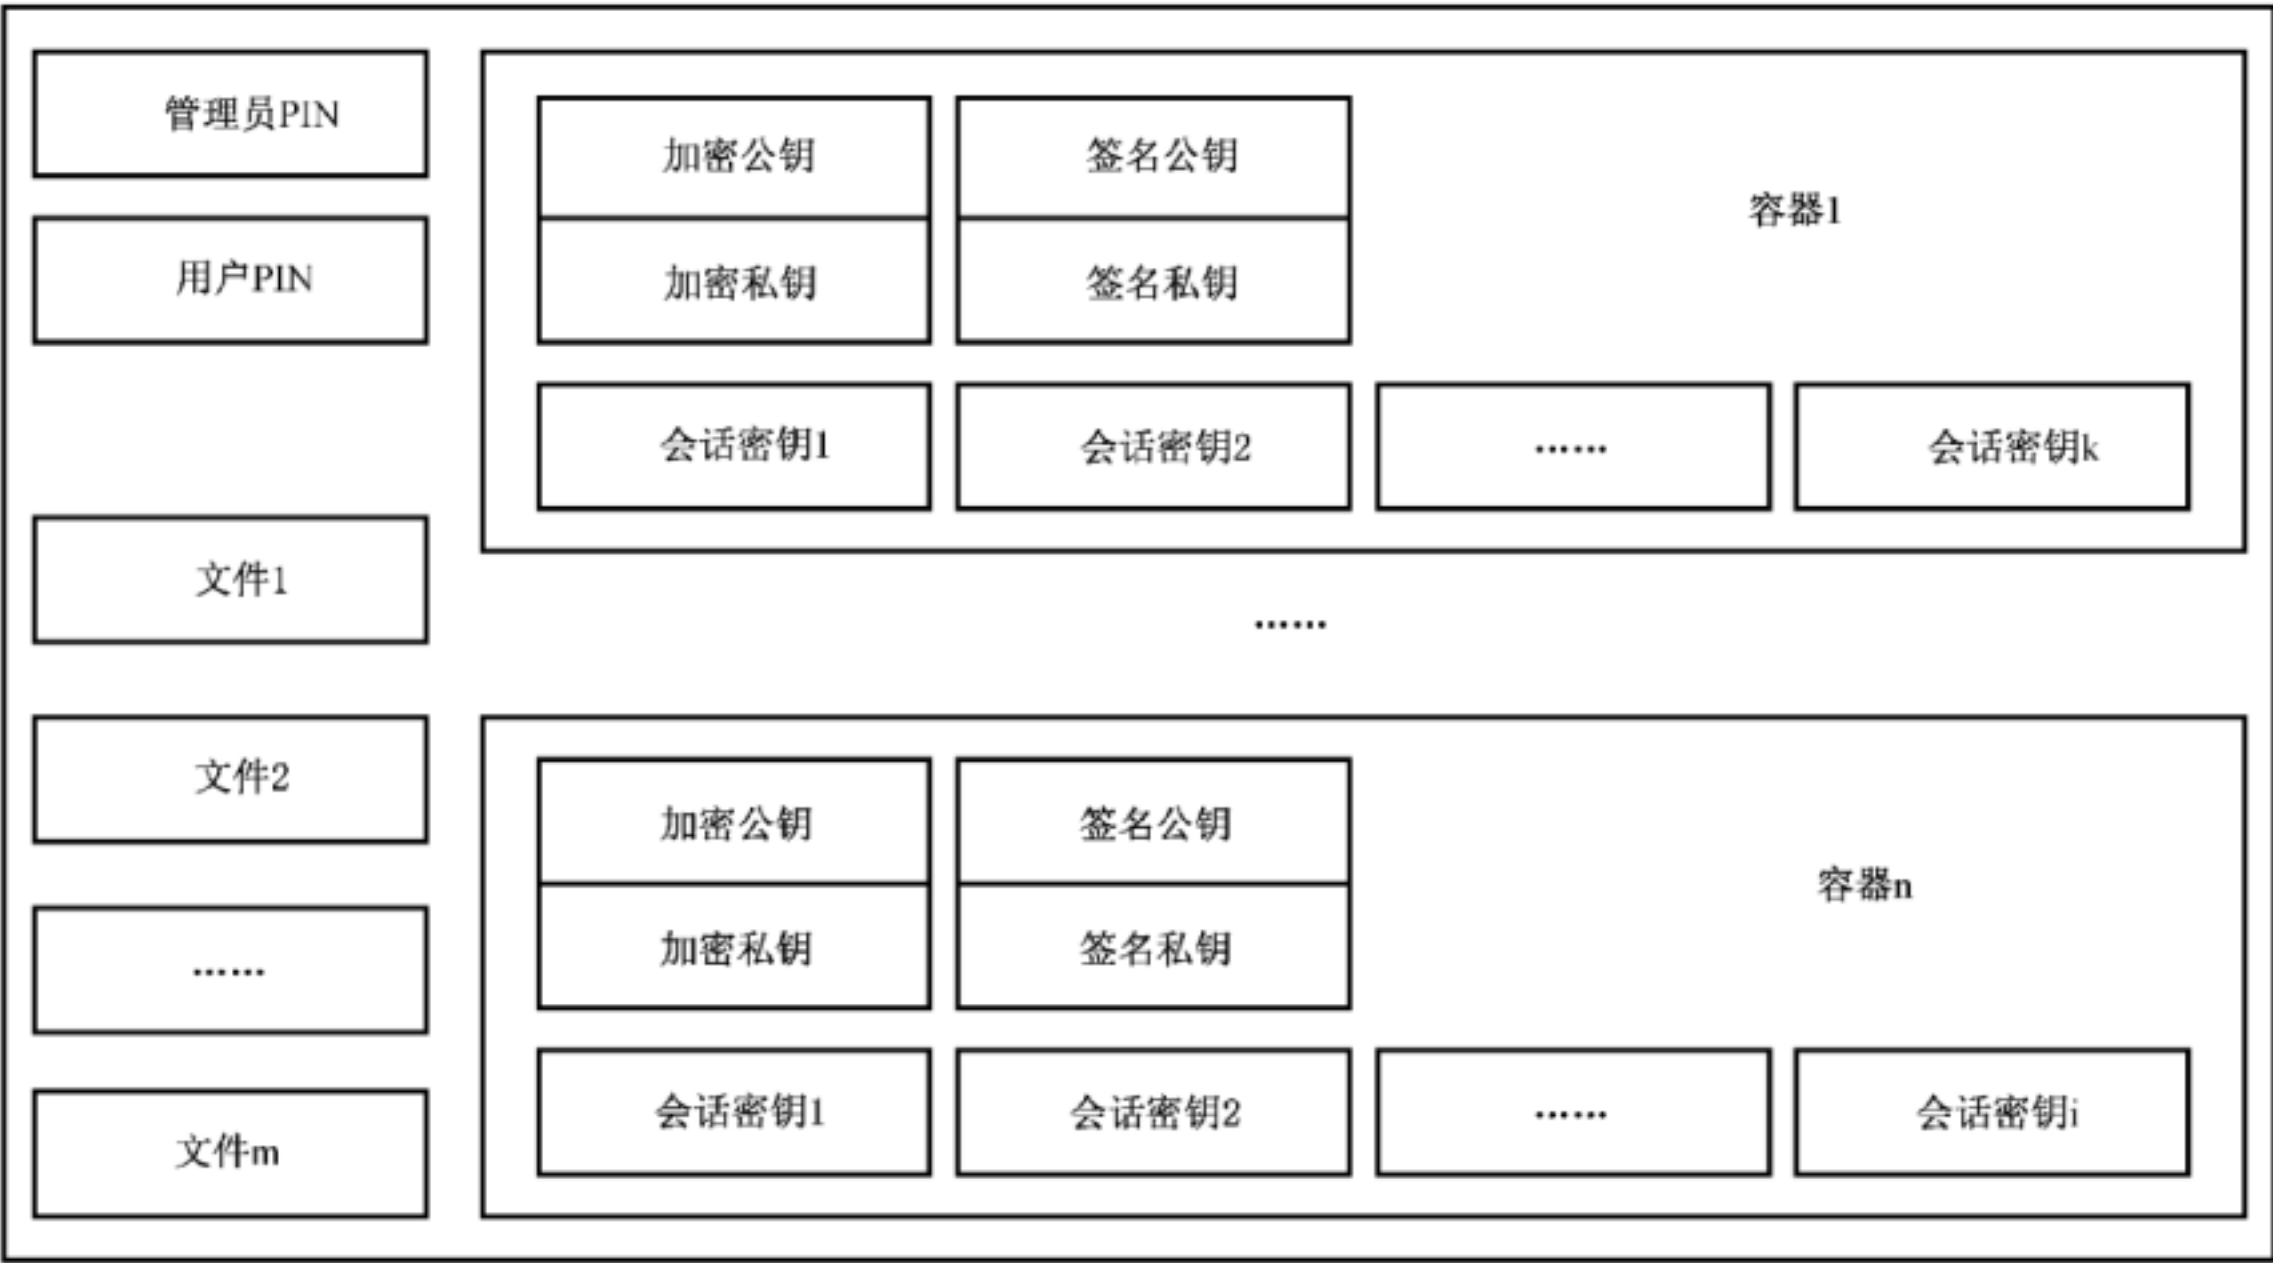 管理员PIN
用户PIN
文件1
文件2
……
文件m
加密公钥
签名公钥
容器1
加密私钥
签名私钥
会话密钥1
会话密钥2
……
会话密钥k
……
加密公钥
签名公钥
容器n
加密私钥
签名私钥
会话密钥1
会话密钥2
……
会话密钥i